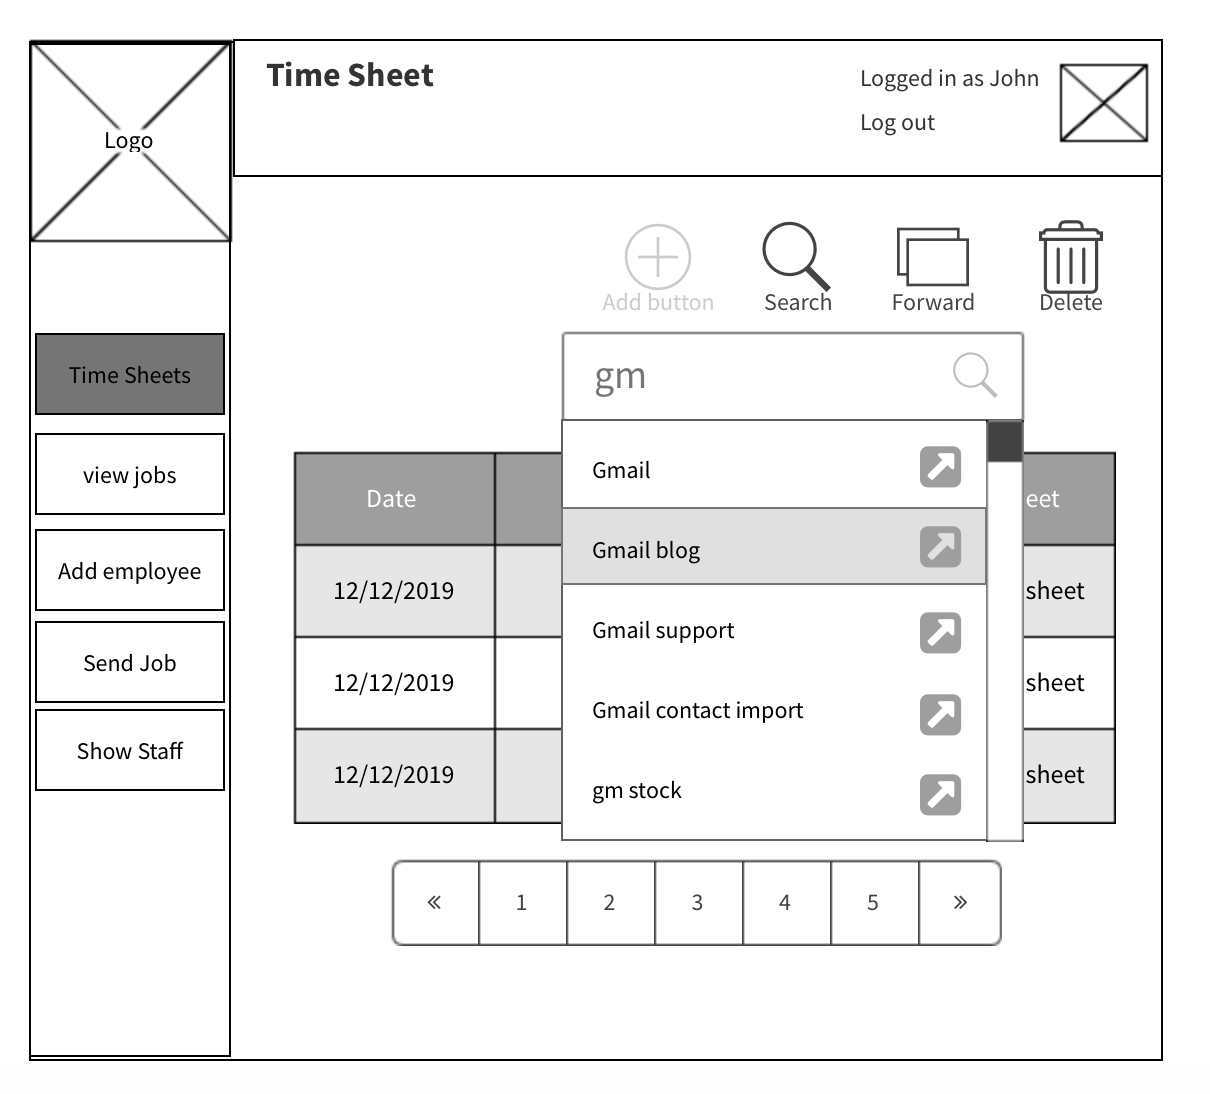 Logo
Time Sheet
Logged in as John
Log out
Add button
Search
Forward
Delete
Time Sheets
view jobs
Add employee
Send Job
Show Staff
gm
Gmail
Gmail blog
Gmail support
Gmail contact import
gm stock
Date
eet
12/12/2019
sheet
12/12/2019
sheet
12/12/2019
sheet
« 1 2 3 4 5 »